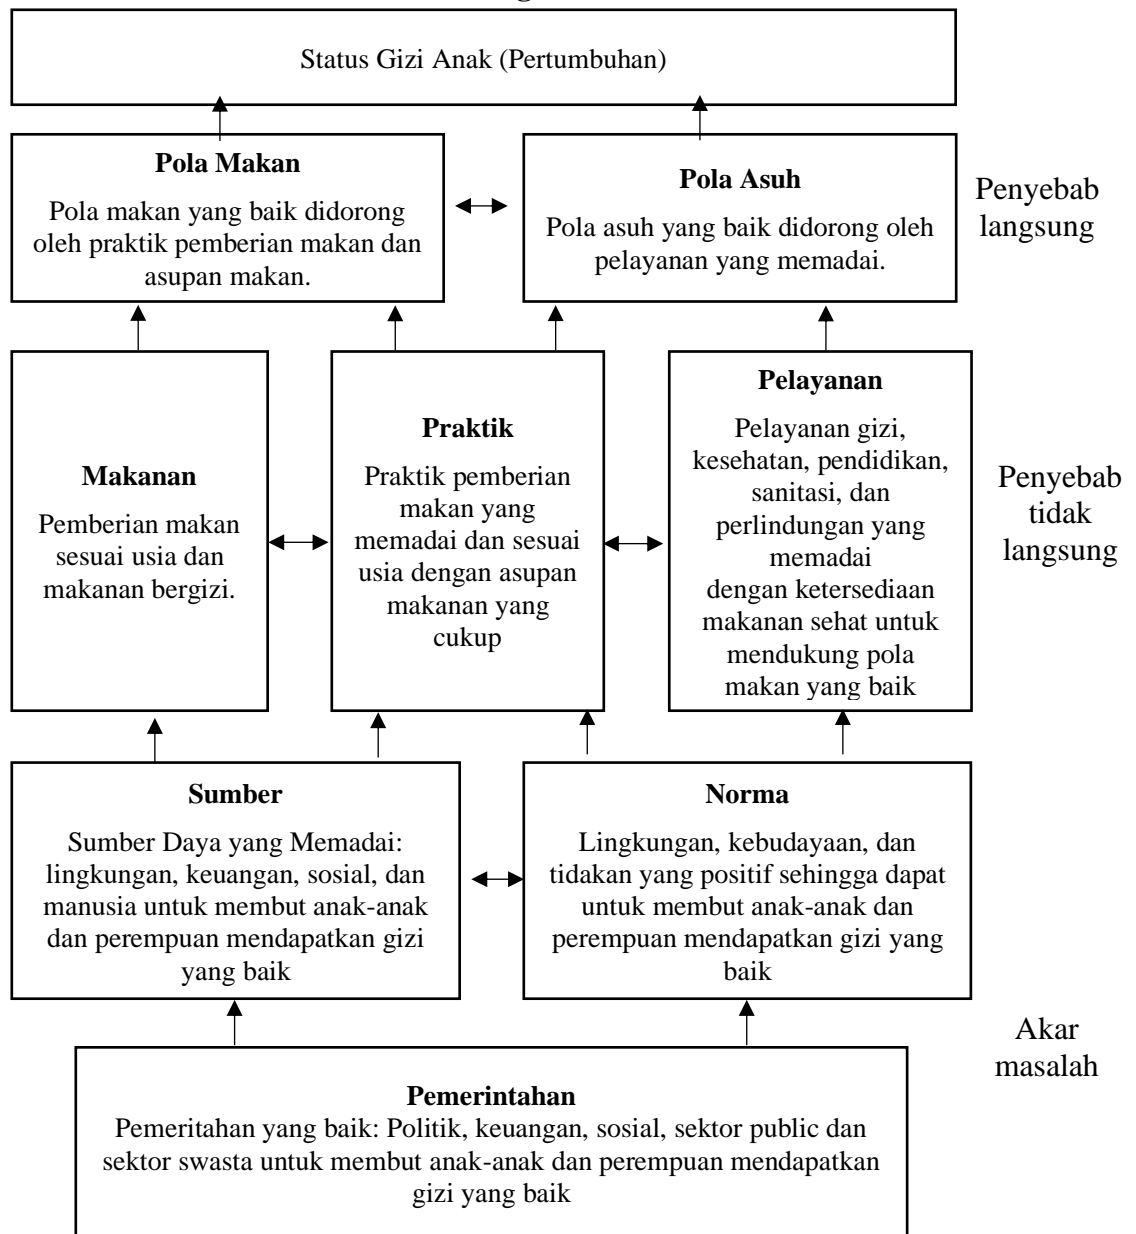 Status Gizi Anak (Pertumbuhan)
Pola Makan
Pola makan yang baik didorong
oleh praktik pemberian makan dan
asupan makan.
Pola Asuh
Pola asuh yang baik didorong oleh
pelayanan yang memadai.
Penyebab
langsung
Makanan
Pemberian makan
sesuai usia dan
makanan bergizi.
Praktik
Praktik pemberian
makan yang
memadai dan sesuai
usia dengan asupan
makanan yang
cukup
Pelayanan
Pelayanan gizi,
kesehatan, pendidikan,
sanitasi, dan
perlindungan yang
memadai
dengan ketersediaan
makanan sehat untuk
mendukung pola
makan yang baik
Penyebab
tidak
langsung
Sumber
Sumber Daya yang Memadai:
lingkungan, keuangan, sosial, dan
manusia untuk membut anak-anak
dan perempuan mendapatkan gizi
yang baik
Norma
Lingkungan, kebudayaan, dan
tidakan yang positif sehingga dapat
untuk membut anak-anak dan
perempuan mendapatkan gizi yang
baik
Akar
masalah
Pemerintahan
Pemeritahan yang baik: Politik, keuangan, sosial, sektor public dan
sektor swasta untuk membut anak-anak dan perempuan mendapatkan
gizi yang baik